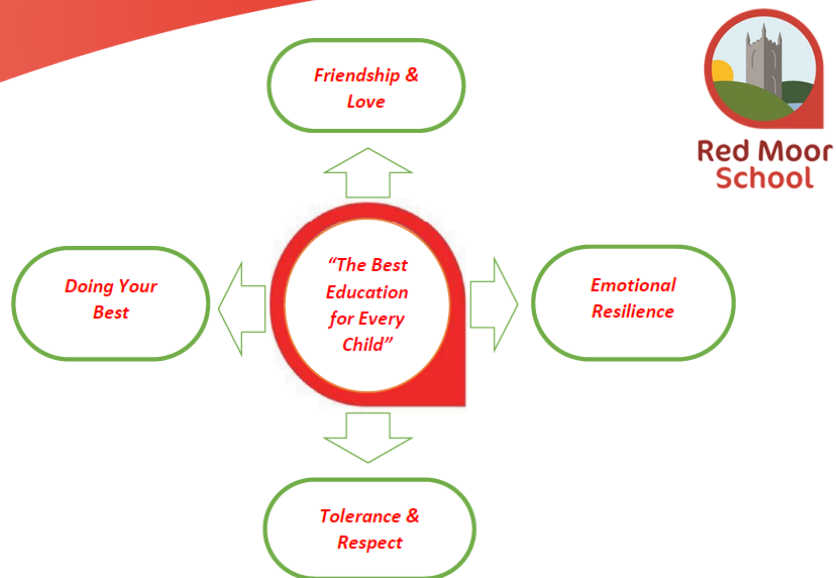 Friendship &
Love
Red Moor
School
Doing Your
Best
“The Best
Education
for Every
Child”
Emotional
Resilience
Tolerance &
Respect